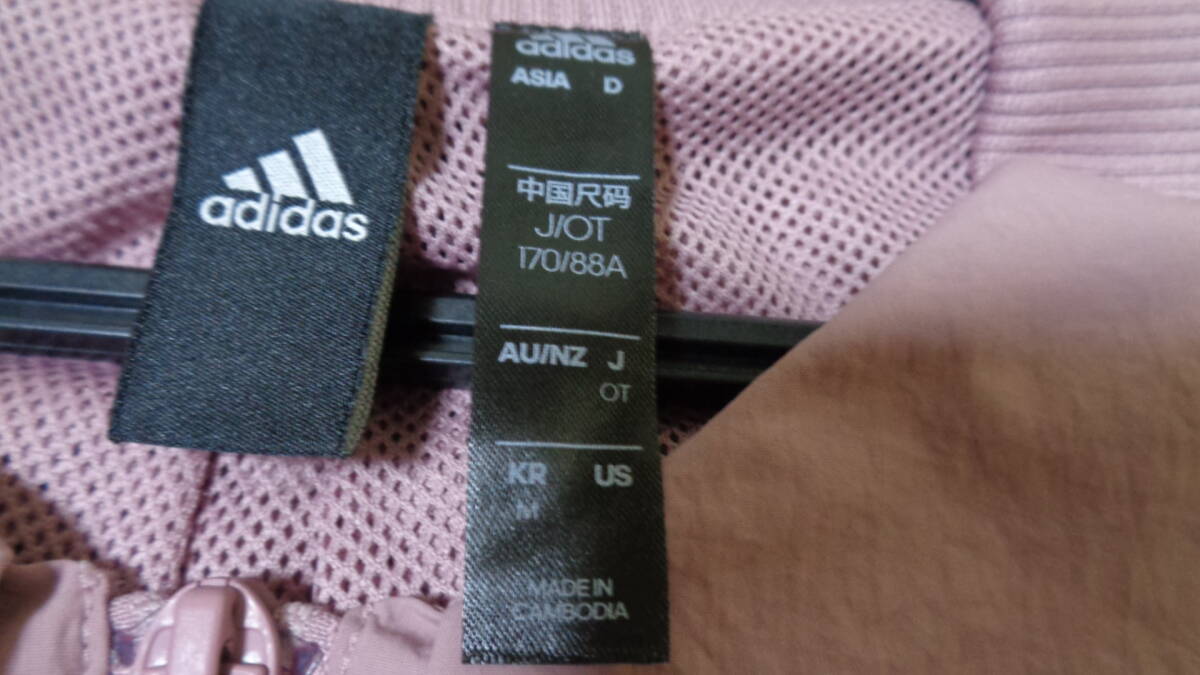 adidas
adidas
ASIA D
中国尺码
J/OT
170/88A
AU/NZ J
OT
KR US
M
MADE IN
CAMBODIA